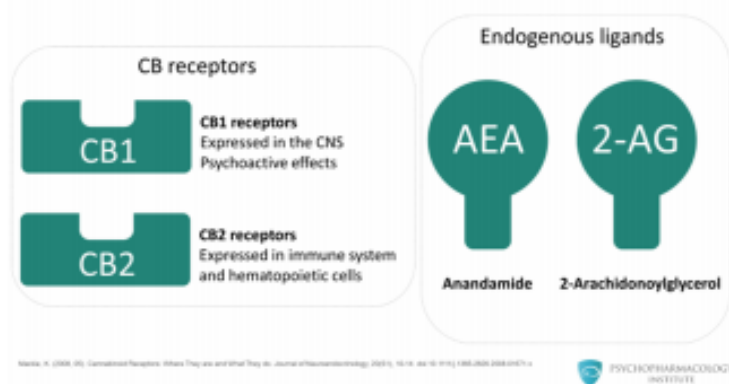 CB receptors
CB1
CB1 receptors
Expressed in the CNS
Psychoactive effects
CB2
CB2 receptors
Expressed in immune system
and hematopoietic cells
Endogenous ligands
AEA
2-AG
Anandamide
2-Arachidonoylglycerol
PSYCHOPHARMACOLOGY
INSTITUTE